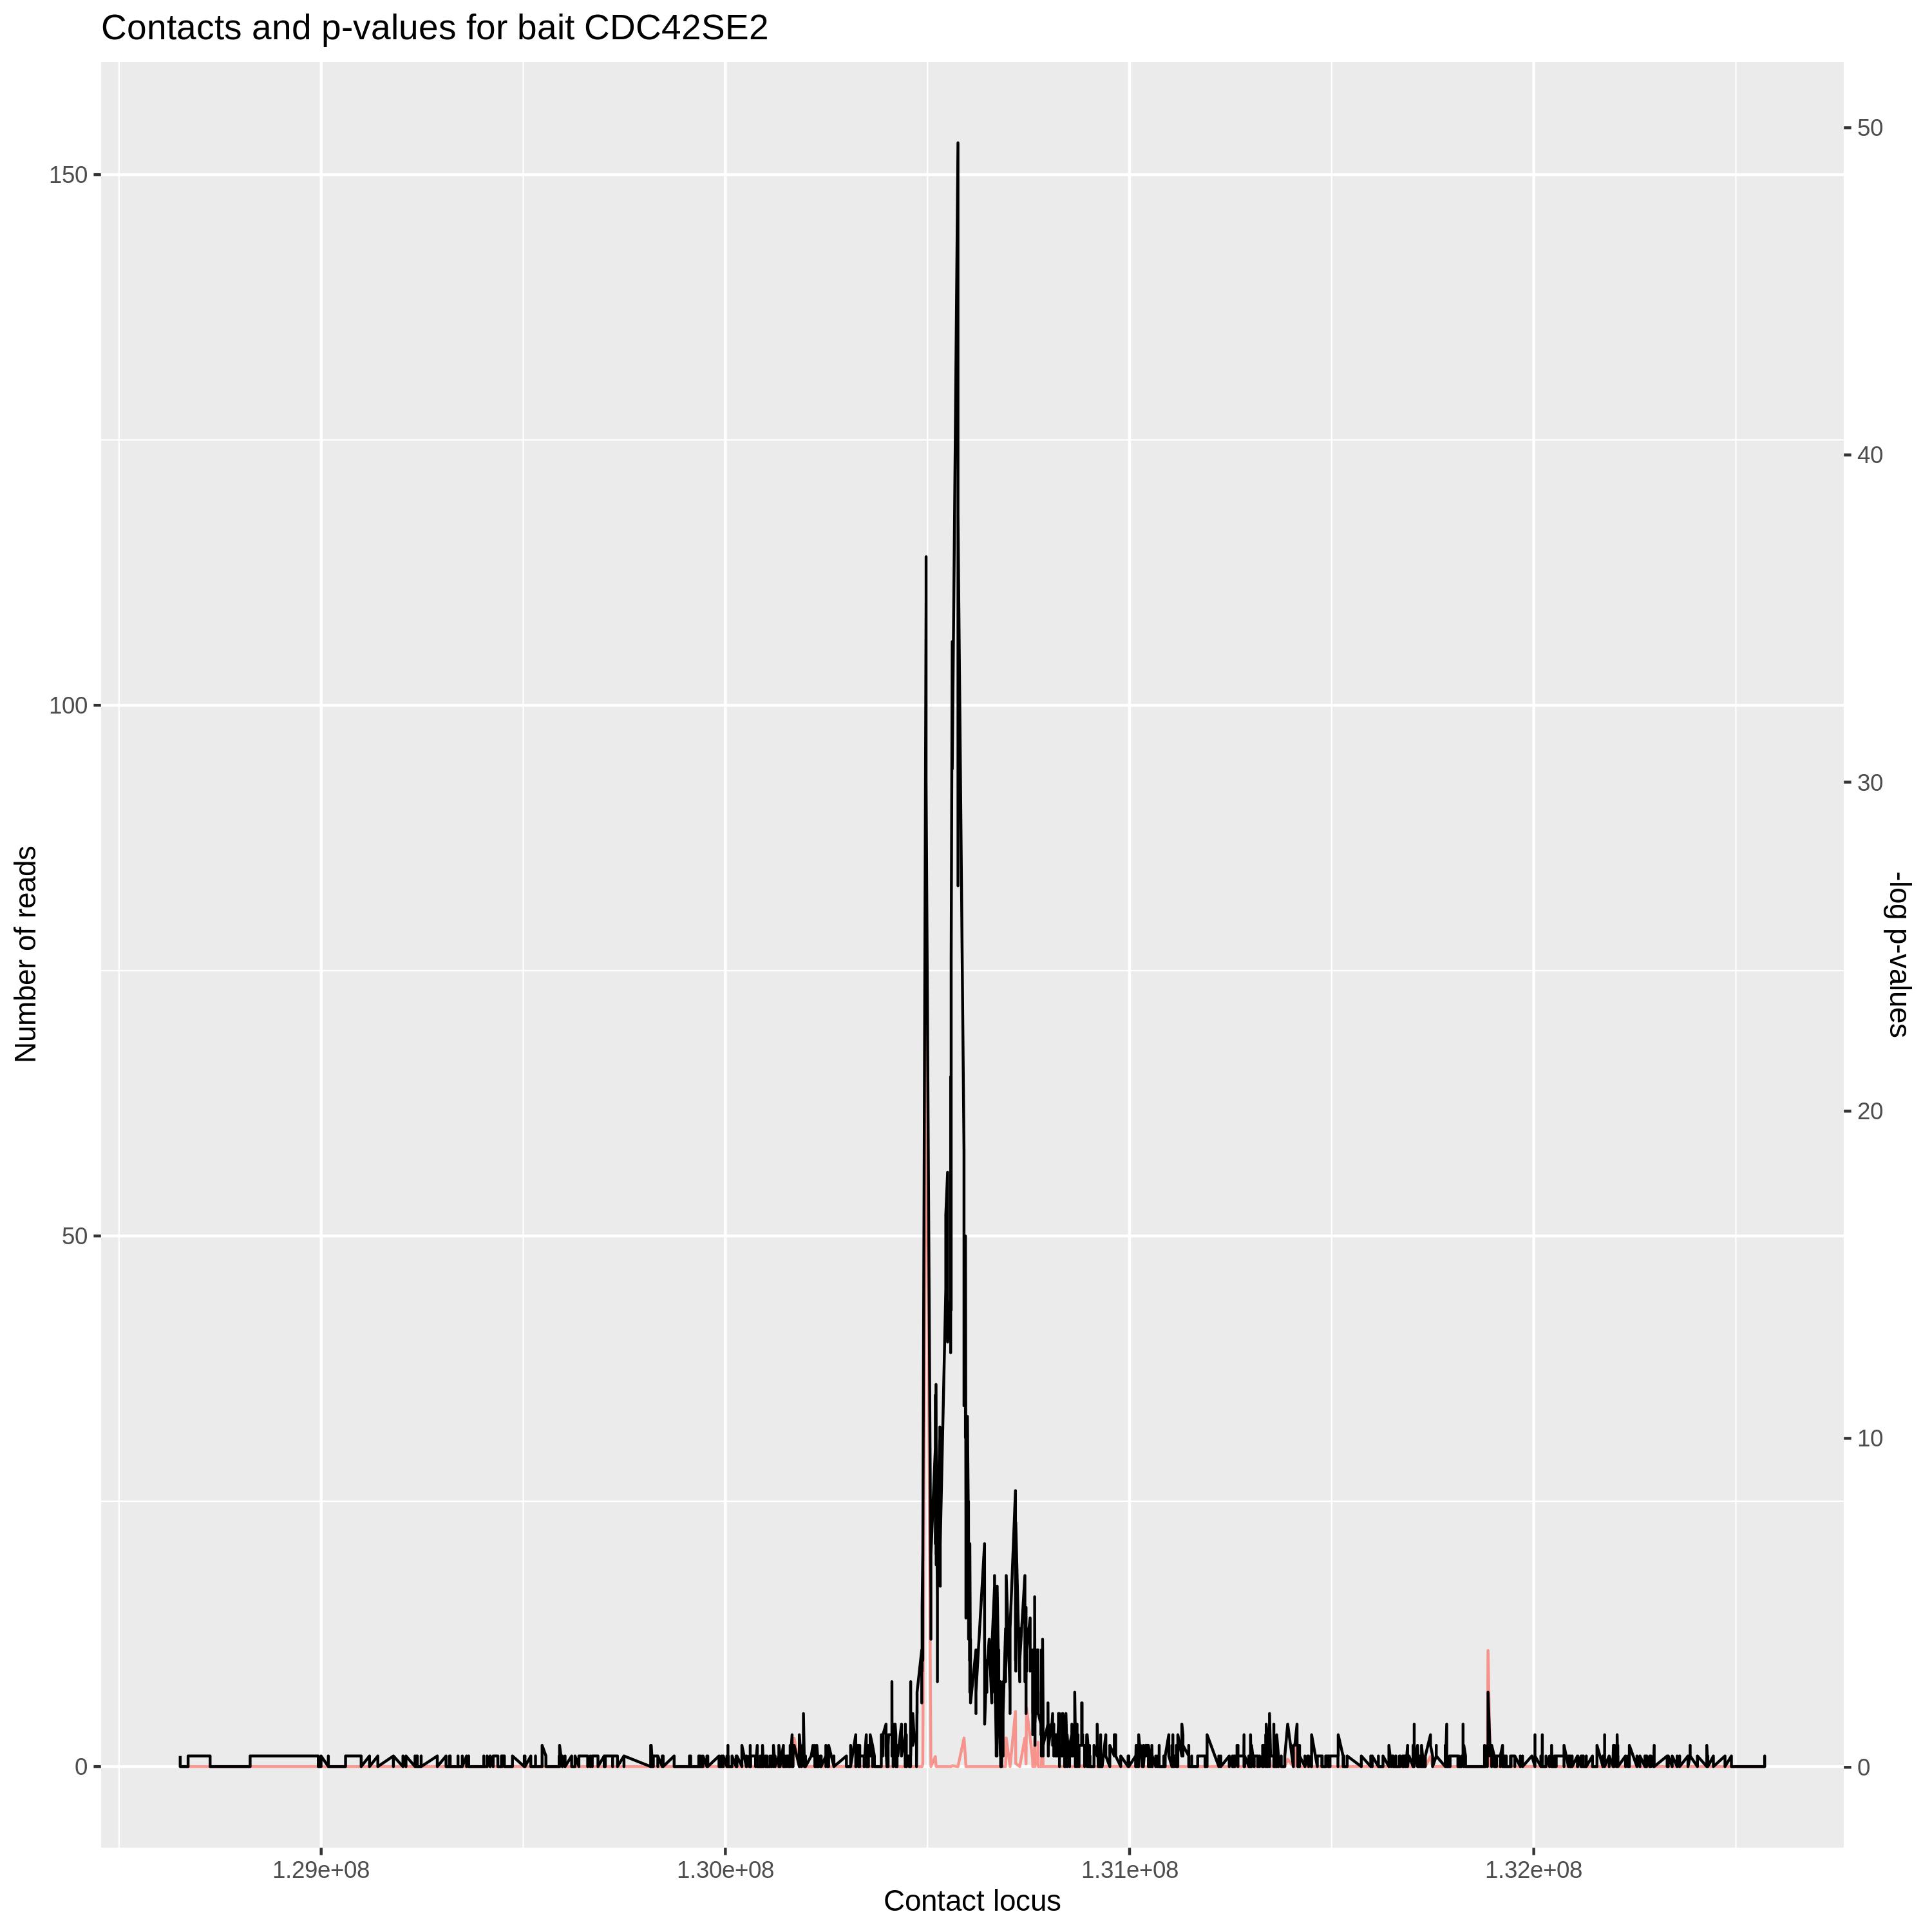 Contacts and p-values for bait CDC42SE2
150
100
50
0
Number of reads
50
40
30
20
10
0
-log p-values
1.29e+08
1.30e+08
1.31e+08
1.32e+08
Contact locus